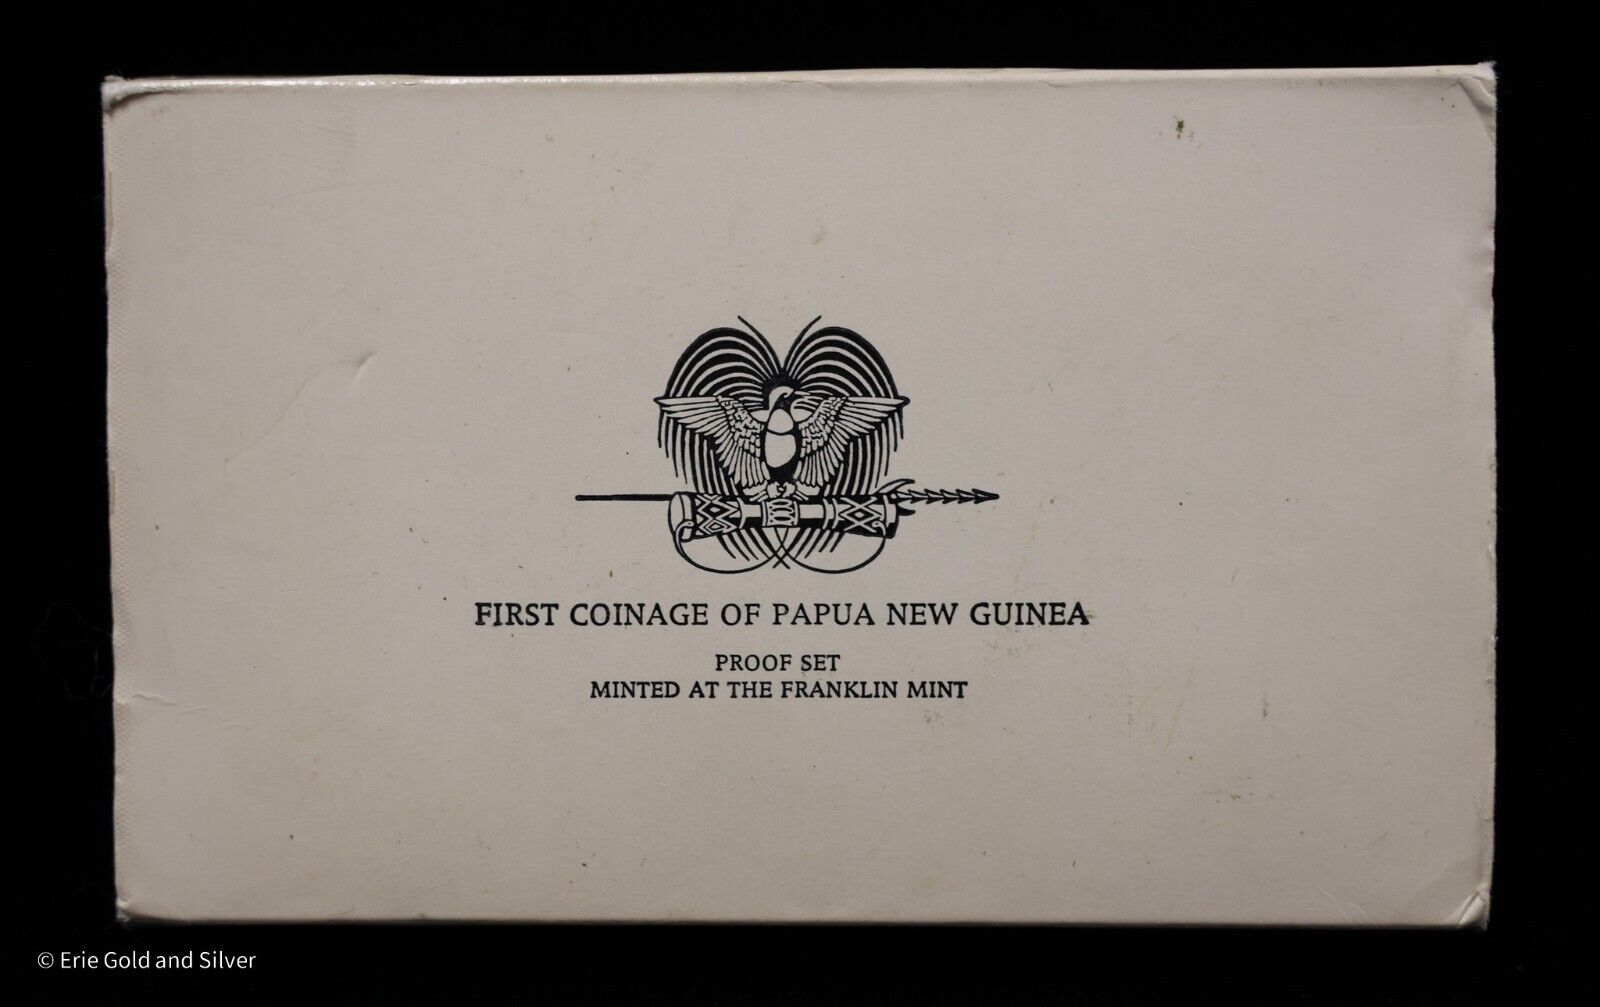 FIRST COINAGE OF PAPUA NEW GUINEA
PROOF SET
MINTED AT THE FRANKLIN MINT
© Erie Gold and Silver